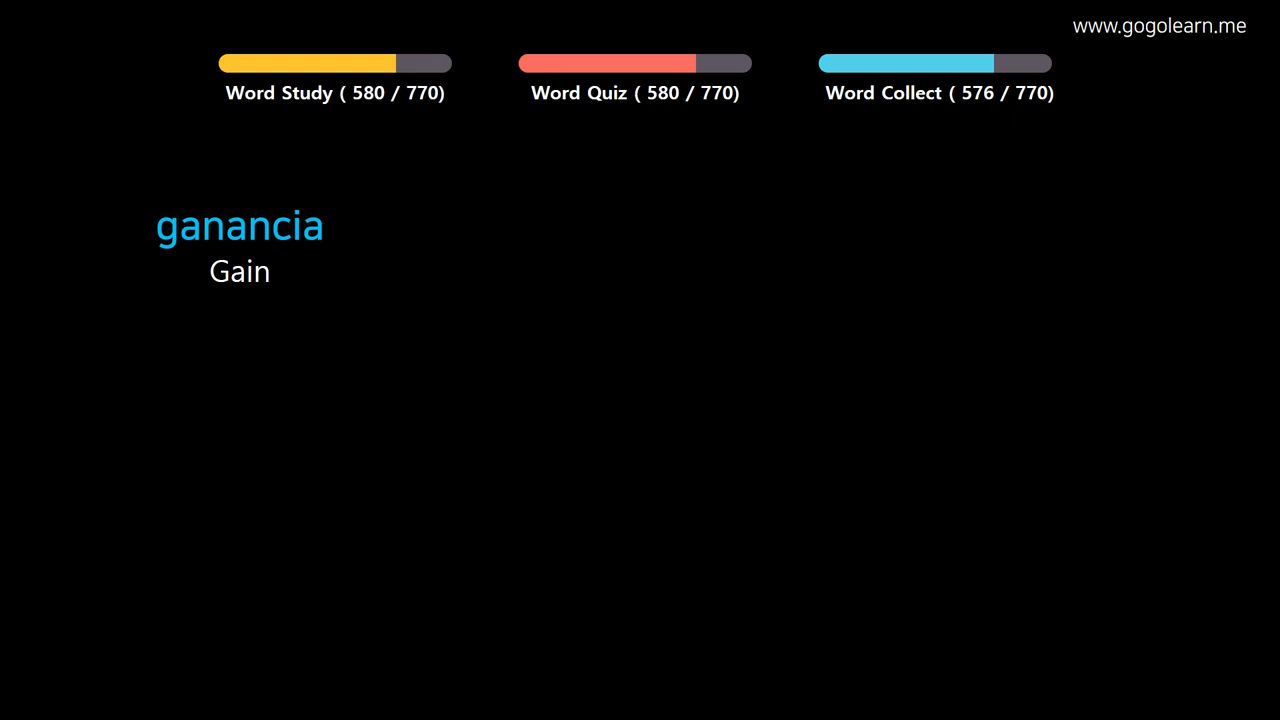 www.gogolearn.me
Word Study ( 580 / 770)
Word Quiz ( 580 / 770)
Word Collect ( 576 / 770)
ganancia
Gain